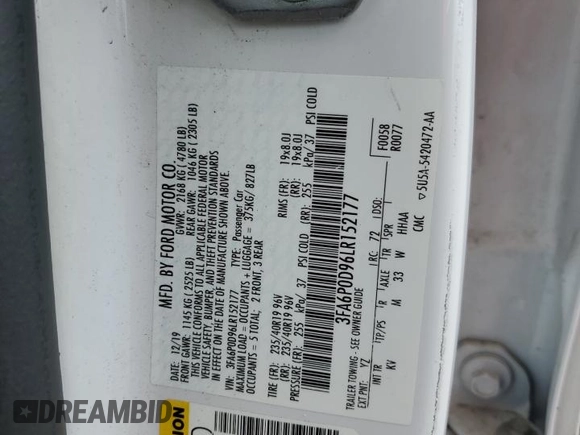 MFD. BY FORD MOTOR CO.
12/19 GVWR: 2168 KG ( 4780 LB)
FRONT GAWR: 1145 KG ( 2525 LB) REAR GAWR: 1046 KG ( 2305 LB)
THIS VEHICLE CONFORMS TO ALL APPLICABLE FEDERAL MOTOR
VEHICLE SAFETY, BUMPER, AND THEFT PREVENTION STANDARDS
IN EFFECT ON THE DATE OF MANUFACTURE SHOWN ABOVE.
VIN: 3FA6P0D96LR152177 TYPE: Passenger Car
MAXIMUM LOAD = OCCUPANTS + LUGGAGE = 375KG/ 827LB
OCCUPANTS = 5 TOTAL: 2 FRONT, 3 REAR
TIRE (FR): 235/40R19 96V RIMS (FR): 19x8.0J
(RR): 235/40R19 96V (RR): 19x8.0J
PRESSURE (FR): 255 kPa/ 37 PSI COLD (RR): 255 kPa/ 37 PSI COLD
3FA6P0D96LR152177
TRAILER TOWING - SEE OWNER GUIDE
F0058
R0077
EXT PNT: YZ RC: 72 DSO:
INT TR TP/PS R AXLE TR SPR
KV M 33 W HHAA
CMC 5U5A-5420472-AA
DREAMBID